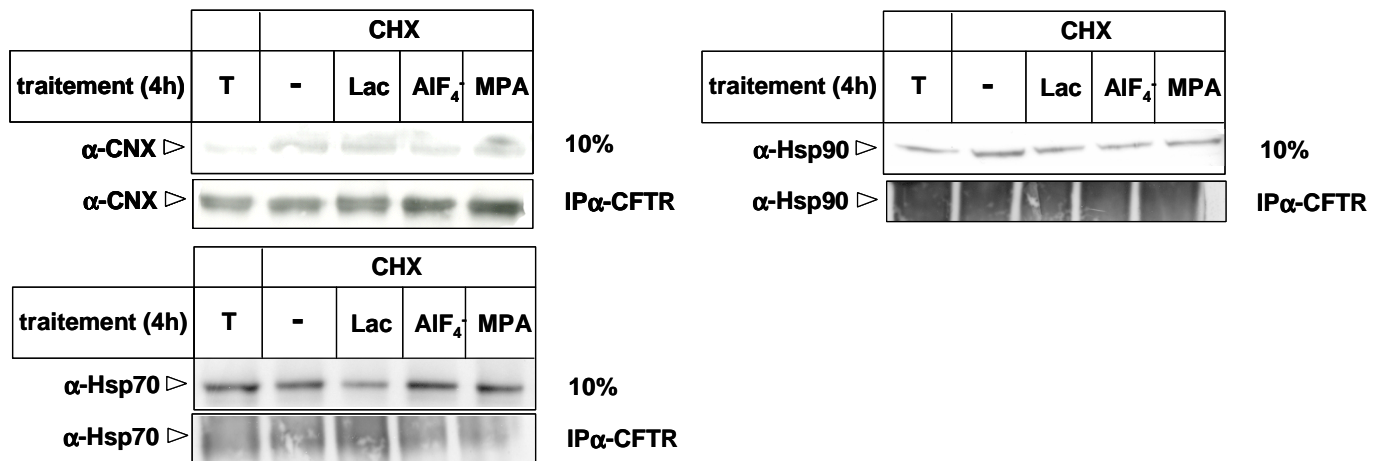 CHX
traitement (4h) T - Lac AlF4- MPA
α-CNX ▷ 10%
α-CNX ▷ IPα-CFTR
CHX
traitement (4h) T - Lac AlF4- MPA
α-Hsp90 ▷ 10%
α-Hsp90 ▷ IPα-CFTR
CHX
traitement (4h) T - Lac AlF4- MPA
α-Hsp70 ▷ 10%
α-Hsp70 ▷ IPα-CFTR